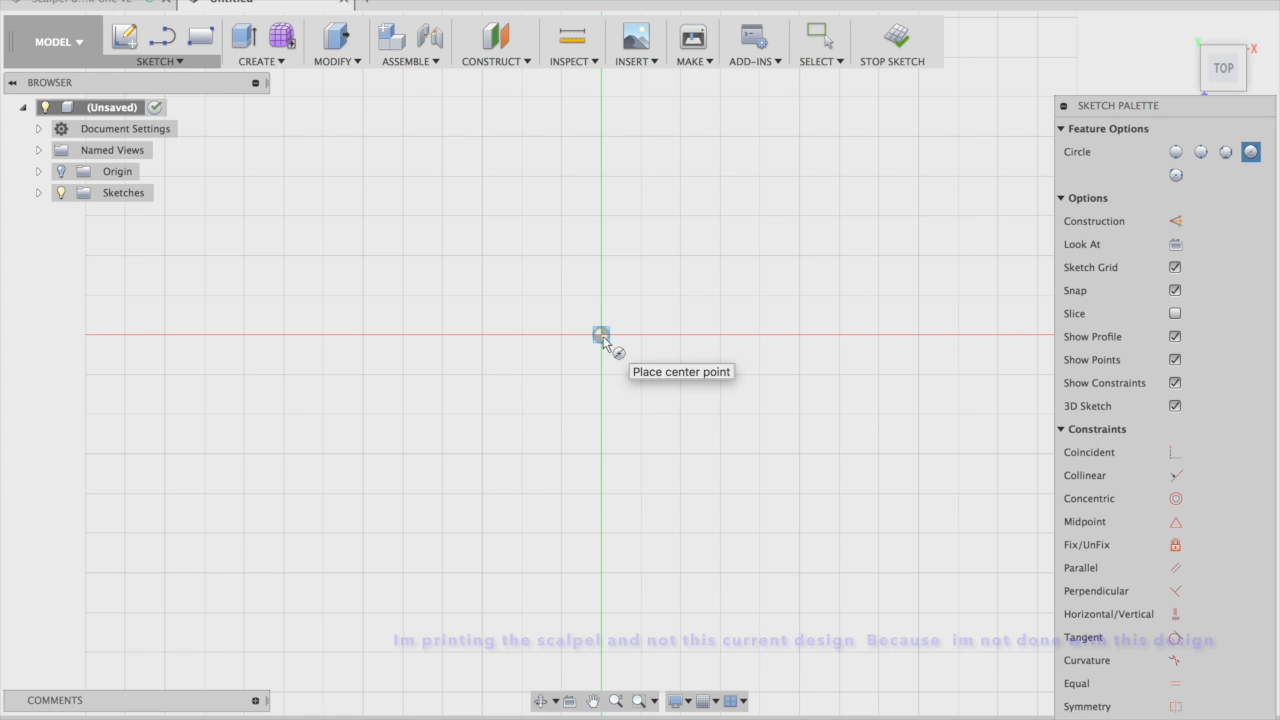 Untitled
MODEL
SKETCH
CREATE
MODIFY
ASSEMBLE
CONSTRUCT
INSPECT
INSERT
MAKE
ADD-INS
SELECT
STOP SKETCH
BROWSER
(Unsaved)
Document Settings
Named Views
Origin
Sketches
Y
X
TOP
Place center point
SKETCH PALETTE
Feature Options
Circle
Options
Construction
Look At
Sketch Grid
Snap
Slice
Show Profile
Show Points
Show Constraints
3D Sketch
Constraints
Coincident
Collinear
Concentric
Midpoint
Fix/UnFix
Parallel
Perpendicular
Horizontal/Vertical
Tangent
Curvature
Equal
Symmetry
Im printing the scalpel and not this current design Because im not done with this design
COMMENTS